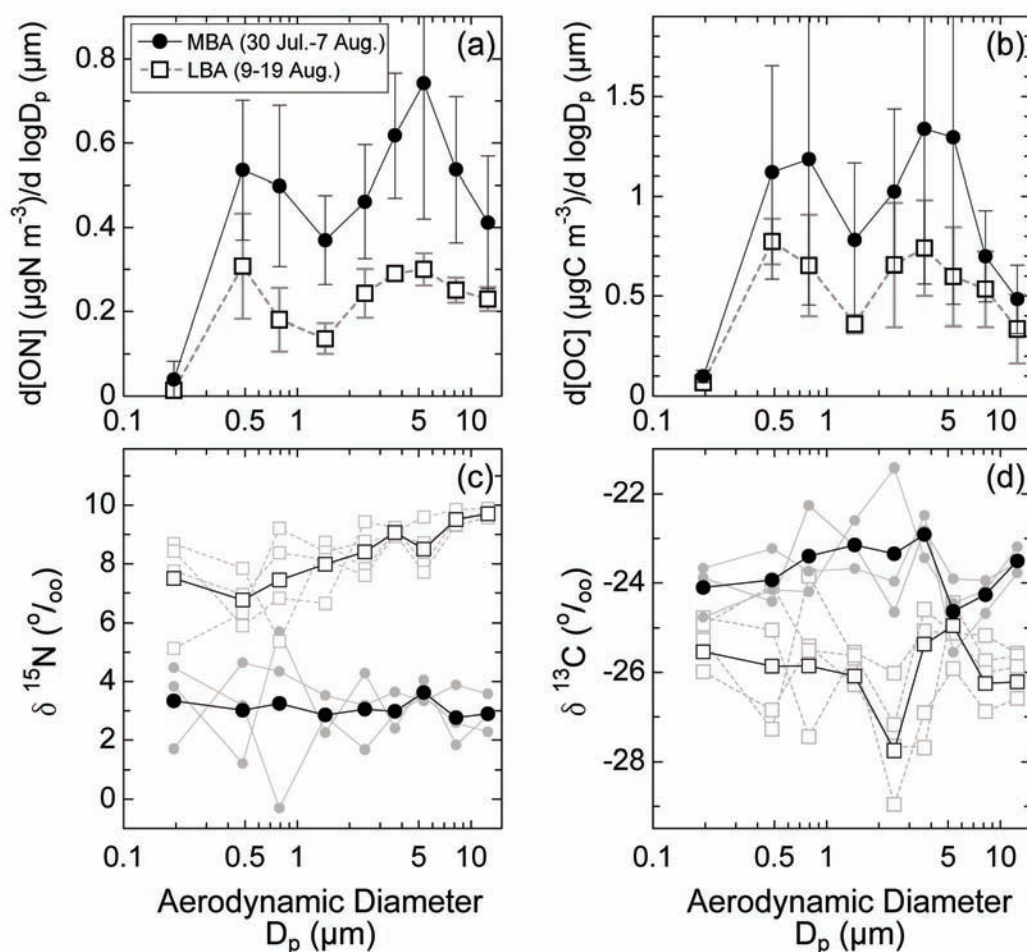 (a)
MBA (30 Jul.-7 Aug.)
LBA (9-19 Aug.)
d[ON] (µgN m⁻³)/d logDₚ (µm)
0.8
0.6
0.4
0.2
0
0.1 0.5 1 5 10
(b)
d[OC] (µgC m⁻³)/d logDₚ (µm)
1.5
1
0.5
0
0.1 0.5 1 5 10
(c)
δ ¹⁵N (°/oo)
10
8
6
4
2
0
0.1 0.5 1 5 10
Aerodynamic Diameter
Dₚ (µm)
(d)
δ ¹³C (°/oo)
-22
-24
-26
-28
0.1 0.5 1 5 10
Aerodynamic Diameter
Dₚ (µm)